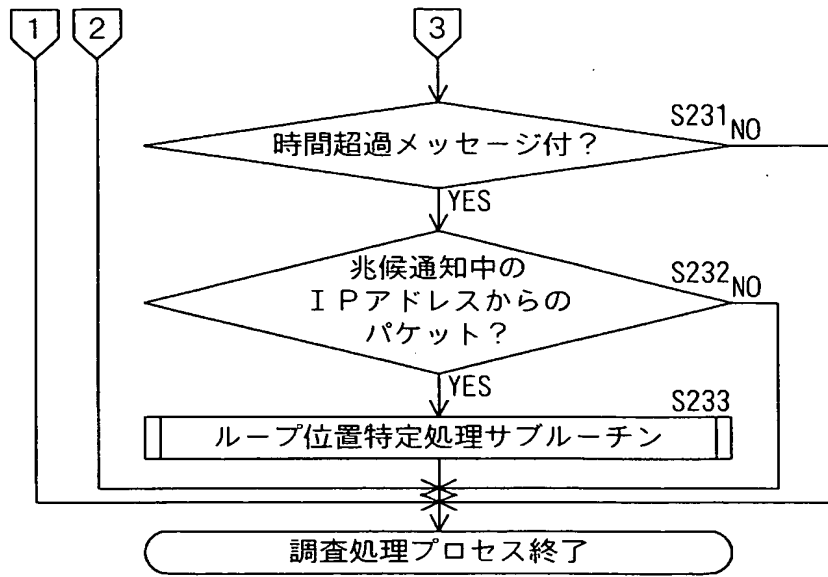 1 2 3
S231
時間超過メッセージ付？ NO
YES
兆候通知中の
S232
ＩＰアドレスからの NO
パケット？
YES
S233
ループ位置特定処理サブルーチン
調査処理プロセス終了